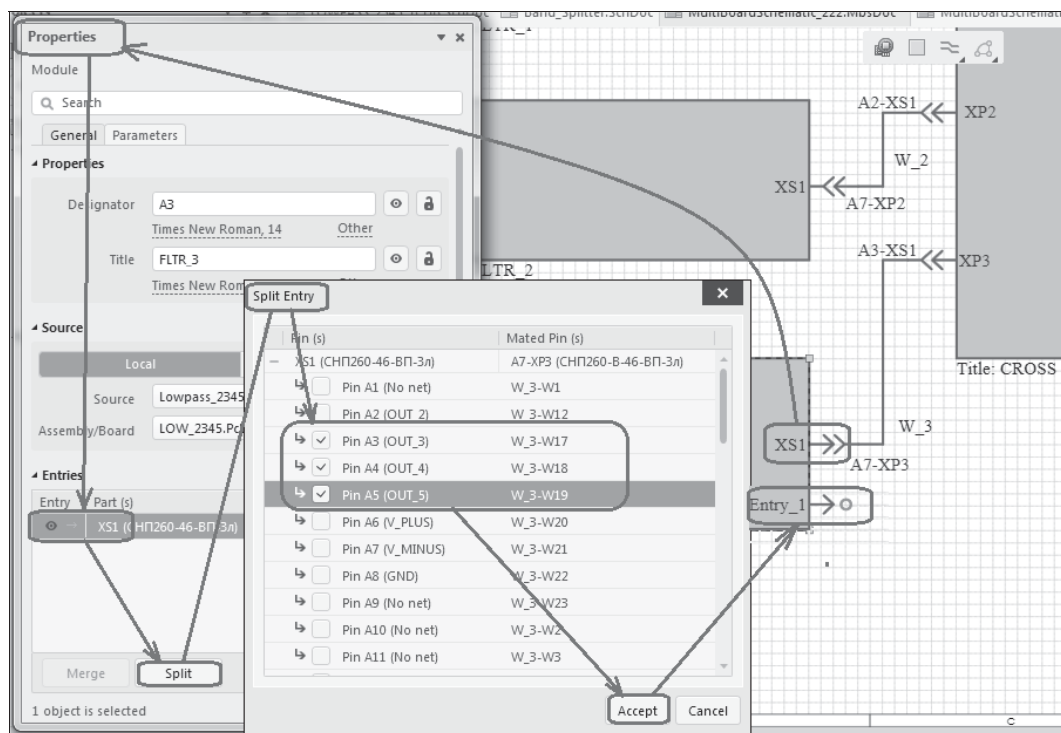 Band_Splitter.SchDoc
MultiBoardSchematic_222.MbsDoc
Properties
Module
Search
General Parameters
Properties
Designator A3
Times New Roman, 14 Other
Title FLTR_3
Source
Local
Source Lowpass_2345
Assembly/Board
Entries
Entry Part (s)
XS1 (СНП260-46-ВП-3л)
Merge Split
1 object is selected
Split Entry
Pin (s) Mated Pin (s)
XS1 (СНП260-46-ВП-3л) A7-XP3 (СНП260-В-46-ВП-3л)
Pin A1 (No net) W_3-W1
Pin A2 (OUT_2) W_3-W12
Pin A3 (OUT_3) W_3-W17
Pin A4 (OUT_4) W_3-W18
Pin A5 (OUT_5) W_3-W19
Pin A6 (V_PLUS) W_3-W20
Pin A7 (V_MINUS) W_3-W21
Pin A8 (GND) W_3-W22
Pin A9 (No net) W_3-W23
Pin A10 (No net) W_3-W2
Pin A11 (No net) W_3-W3
Accept Cancel
A2-XS1
XP2
W_2
XS1
A7-XP2
A3-XS1
XP3
LTR_2
Title: CROSS
W_3
XS1
A7-XP3
Entry_1
C